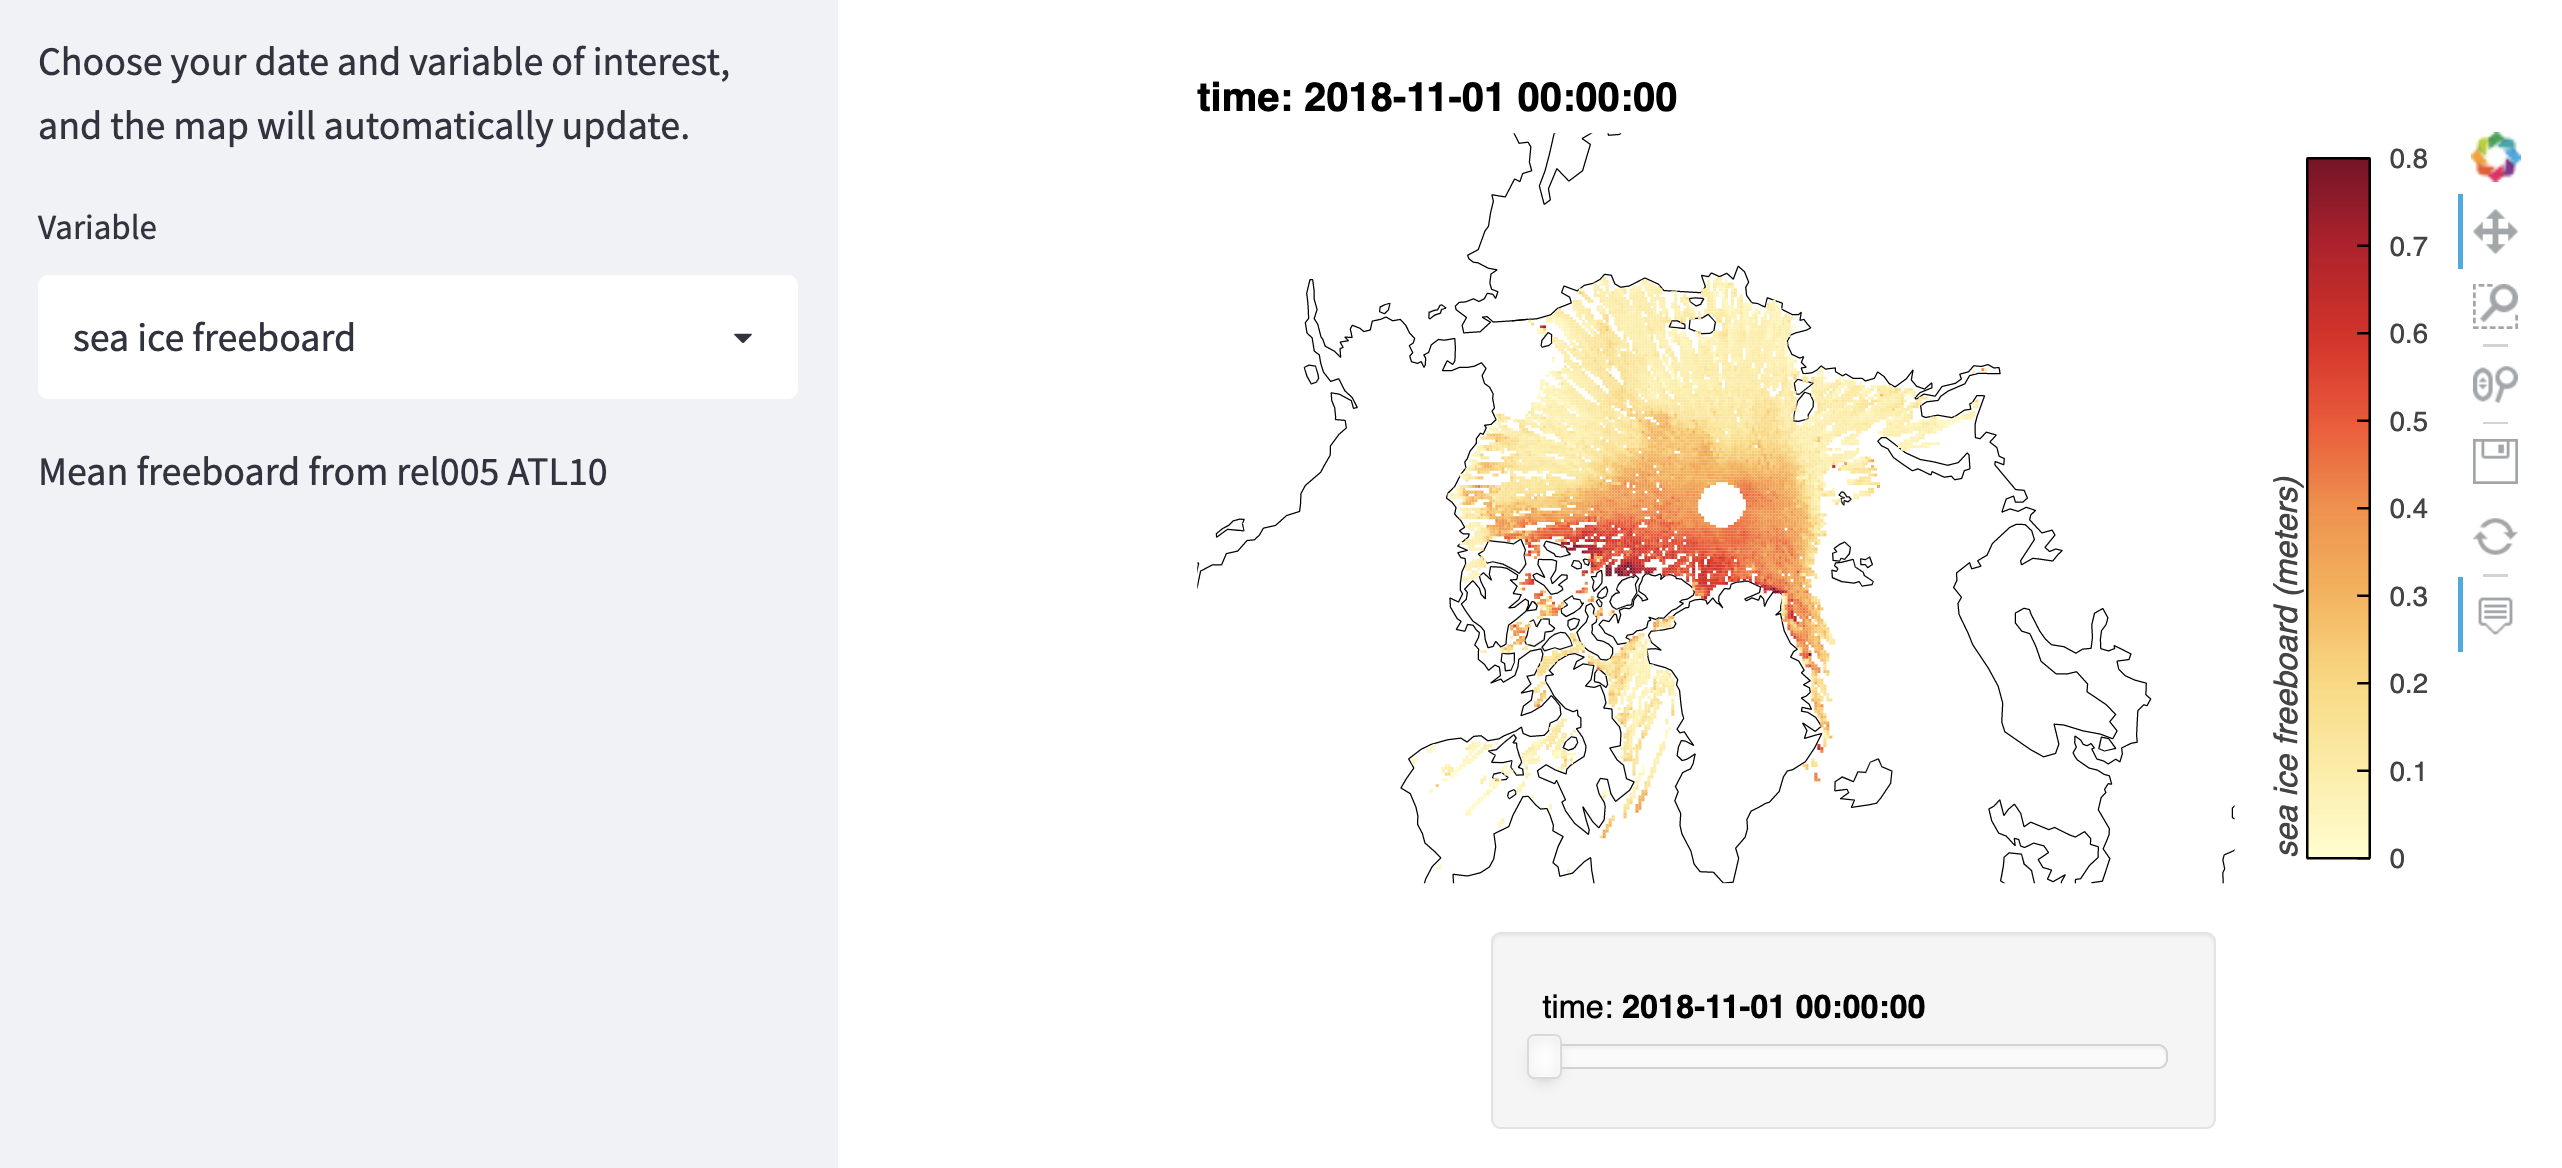 Choose your date and variable of interest,
and the map will automatically update.
Variable
sea ice freeboard
Mean freeboard from rel005 ATL10
time: 2018-11-01 00:00:00
0.8
0.7
0.6
0.5
0.4
0.3
0.2
0.1
0
sea ice freeboard (meters)
time: 2018-11-01 00:00:00